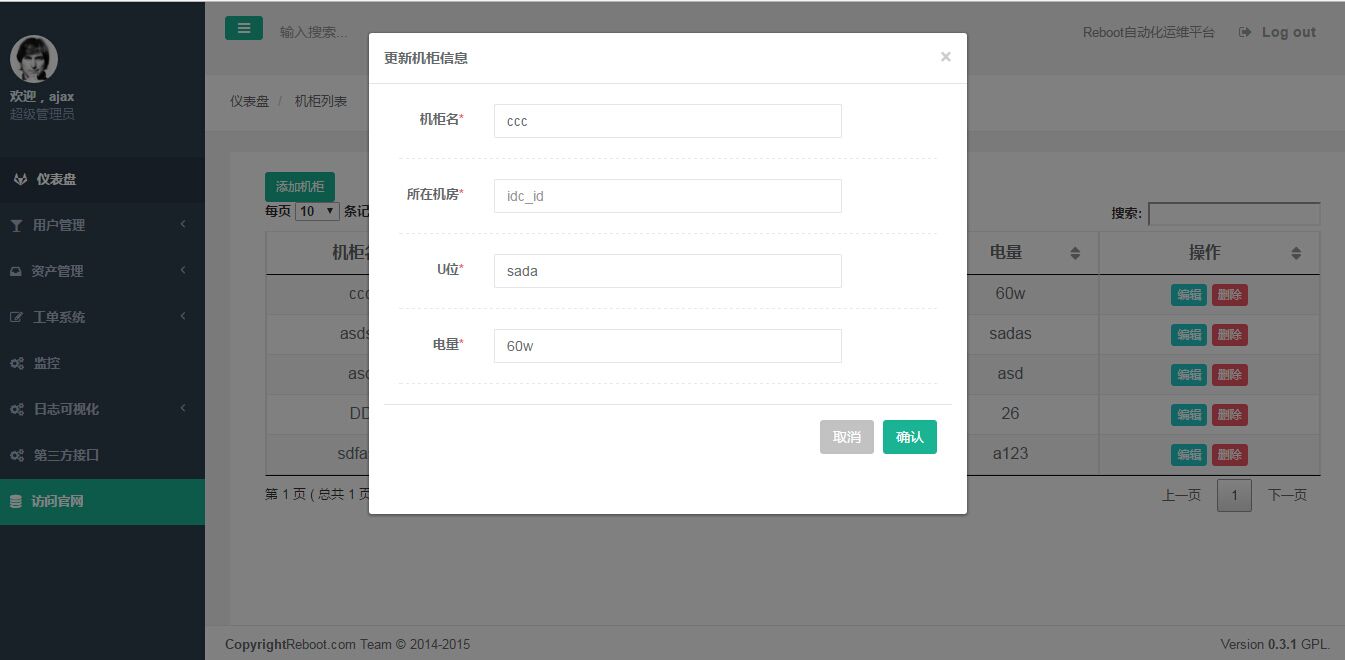 输入搜索...
Reboot自动化运维平台 Log out
欢迎，ajax
超级管理员
仪表盘
用户管理
资产管理
工单系统
监控
日志可视化
第三方接口
访问官网
仪表盘 / 机柜列表
更新机柜信息 ×
机柜名* ccc
所在机房* idc_id
U位* sada
电量* 60w
取消 确认
添加机柜
每页 10 条记
搜索:
机柜 电量 操作
cc 60w 编辑 删除
asds sadas 编辑 删除
asd asd 编辑 删除
DD 26 编辑 删除
sdfa a123 编辑 删除
第 1 页 ( 总共 1 页
上一页 1 下一页
CopyrightReboot.com Team © 2014-2015
Version 0.3.1 GPL.